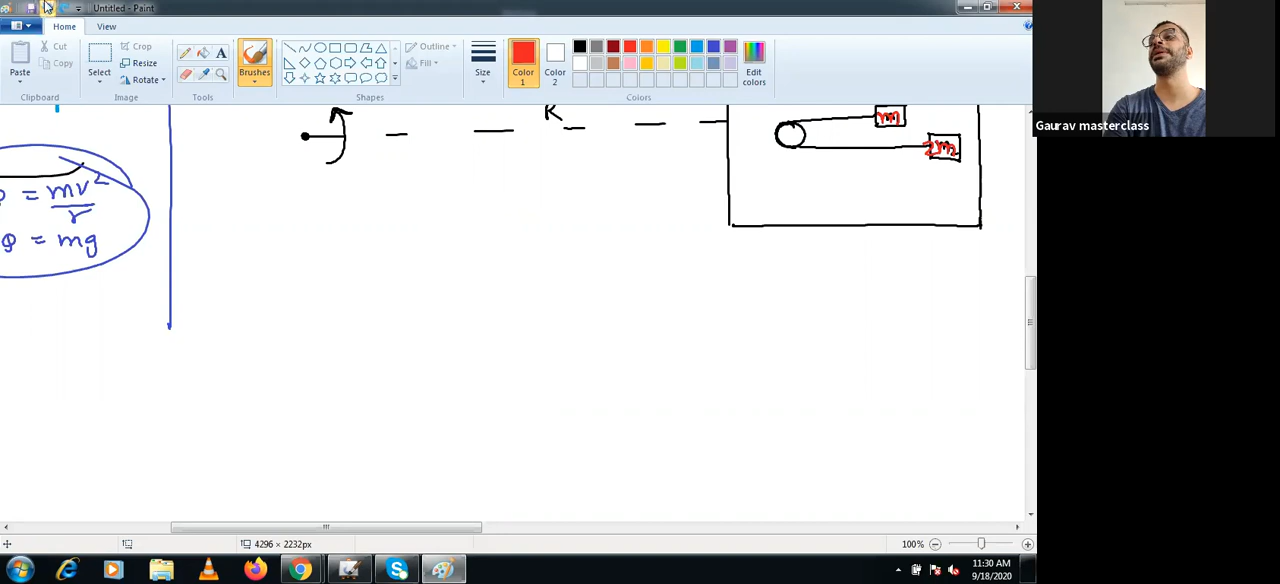 Untitled - Paint
Home View
Paste
Cut
Copy
Clipboard
Select
Crop
Resize
Rotate
Image
A
Tools
Brushes
Outline
Fill
Shapes
Size
Color 1
Color 2
Edit colors
Colors
R
m
2m
φ = mv²
r
φ = mg
Gaurav masterclass
4296 × 2232px
100%
11:30 AM
9/18/2020